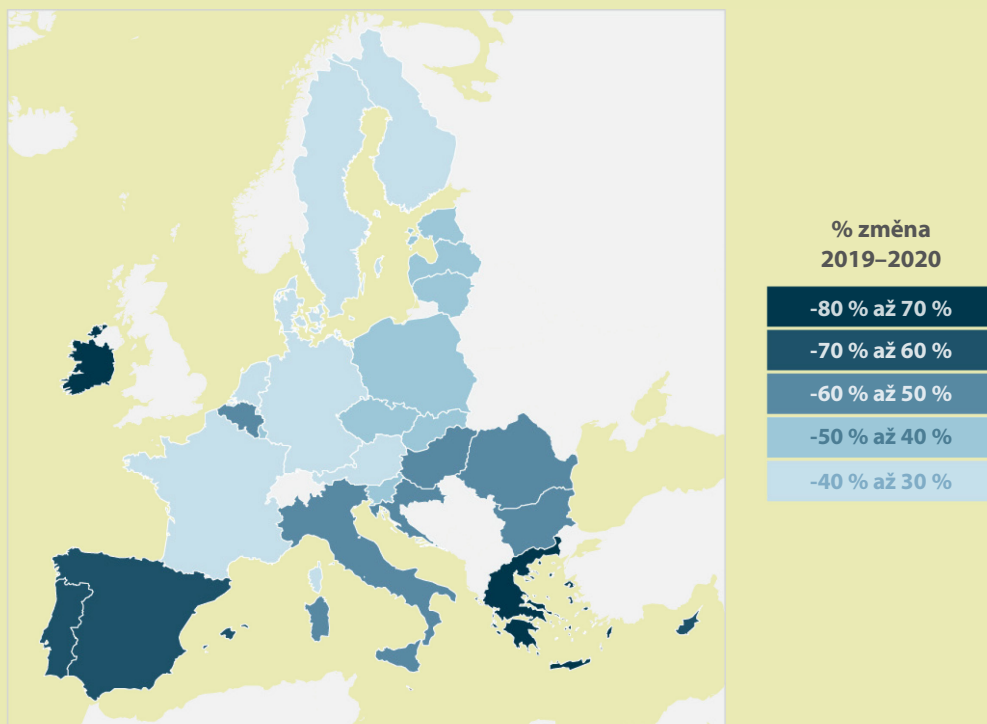 % změna
2019–2020
-80 % až 70 %
-70 % až 60 %
-60 % až 50 %
-50 % až 40 %
-40 % až 30 %